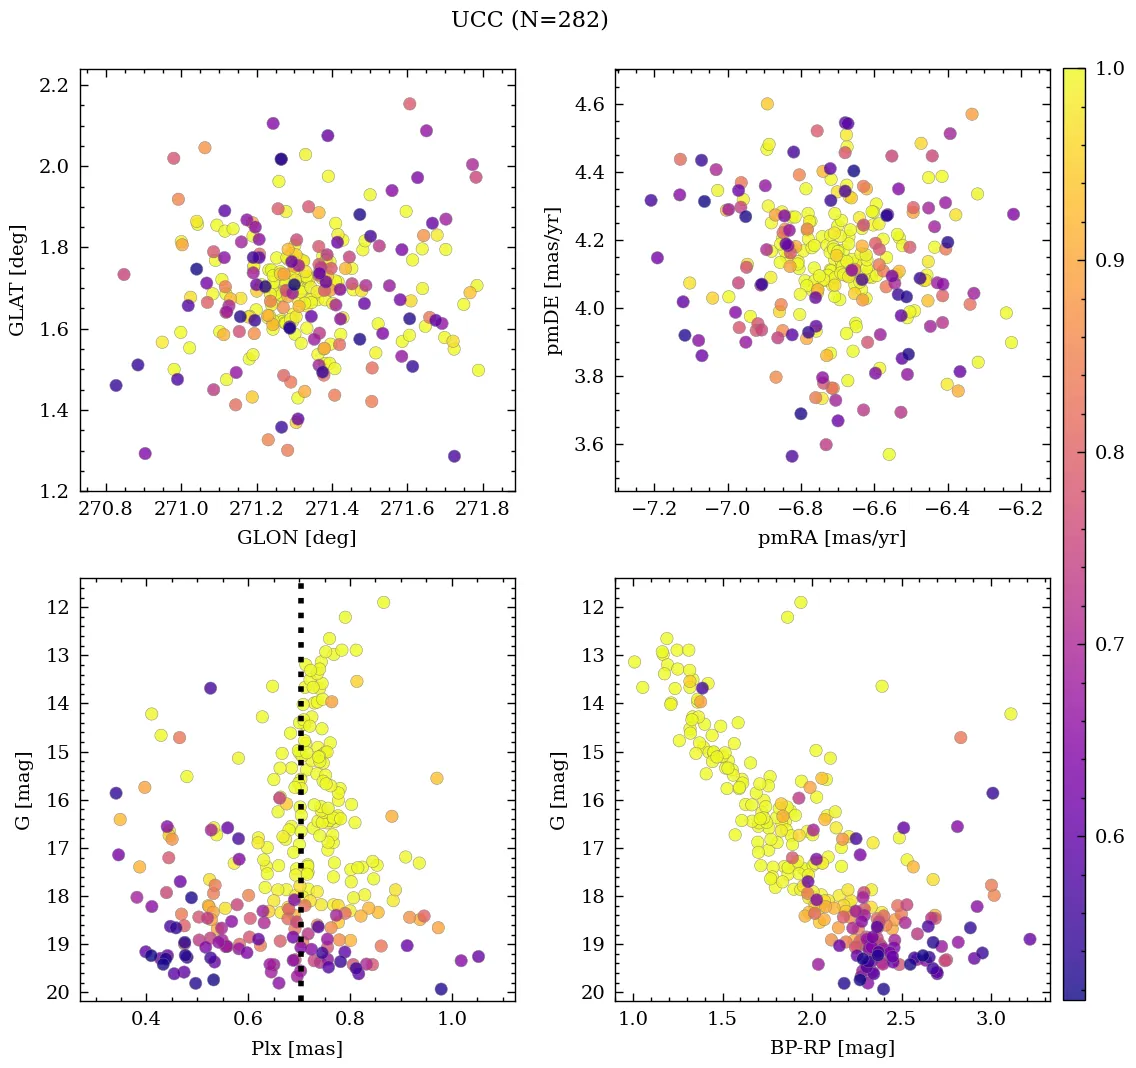 UCC (N=282)
2.2
2.0
1.8
1.6
1.4
1.2
GLAT [deg]
270.8 271.0 271.2 271.4 271.6 271.8
GLON [deg]
4.6
4.4
4.2
4.0
3.8
3.6
pmDE [mas/yr]
−7.2 −7.0 −6.8 −6.6 −6.4 −6.2
pmRA [mas/yr]
12
13
14
15
16
17
18
19
20
G [mag]
0.4 0.6 0.8 1.0
Plx [mas]
12
13
14
15
16
17
18
19
20
G [mag]
1.0 1.5 2.0 2.5 3.0
BP-RP [mag]
1.0
0.9
0.8
0.7
0.6